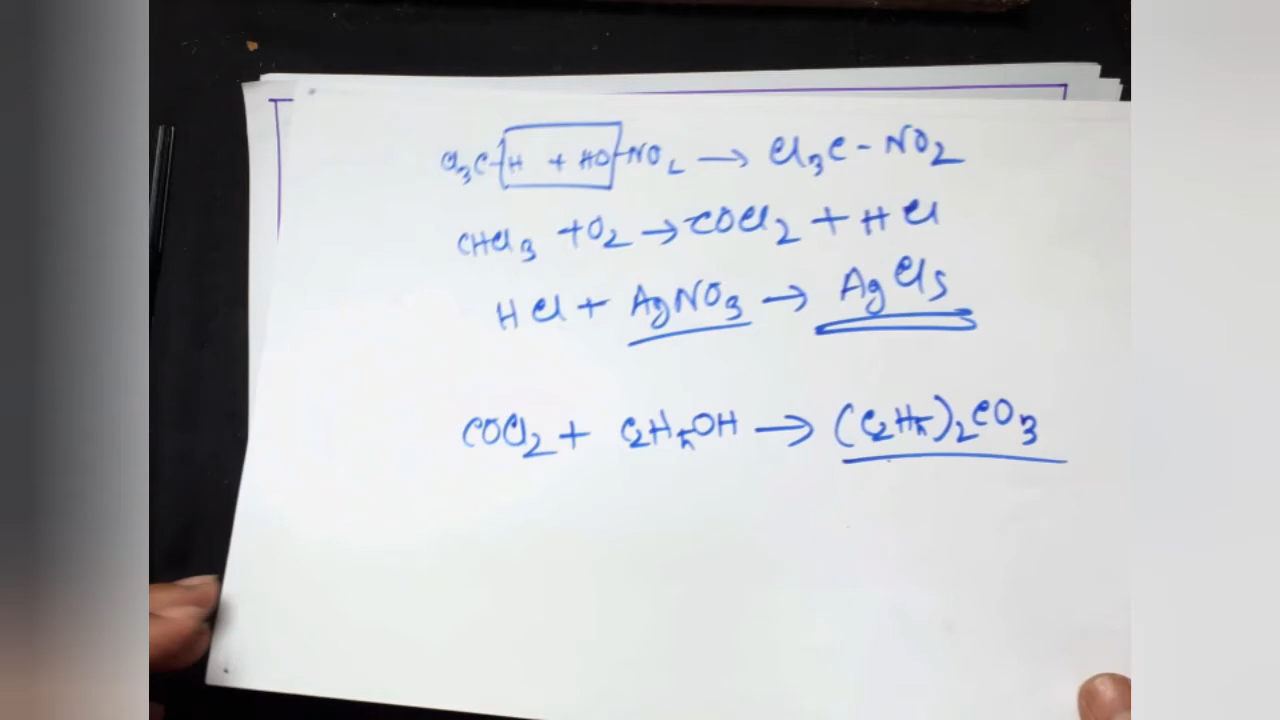 Cl₃C-H + HO-NO₂ → Cl₃C-NO₂
CHCl₃ + O₂ → COCl₂ + HCl
HCl + AgNO₃ → AgCl↓
COCl₂ + C₂H₅OH → (C₂H₅)₂CO₃